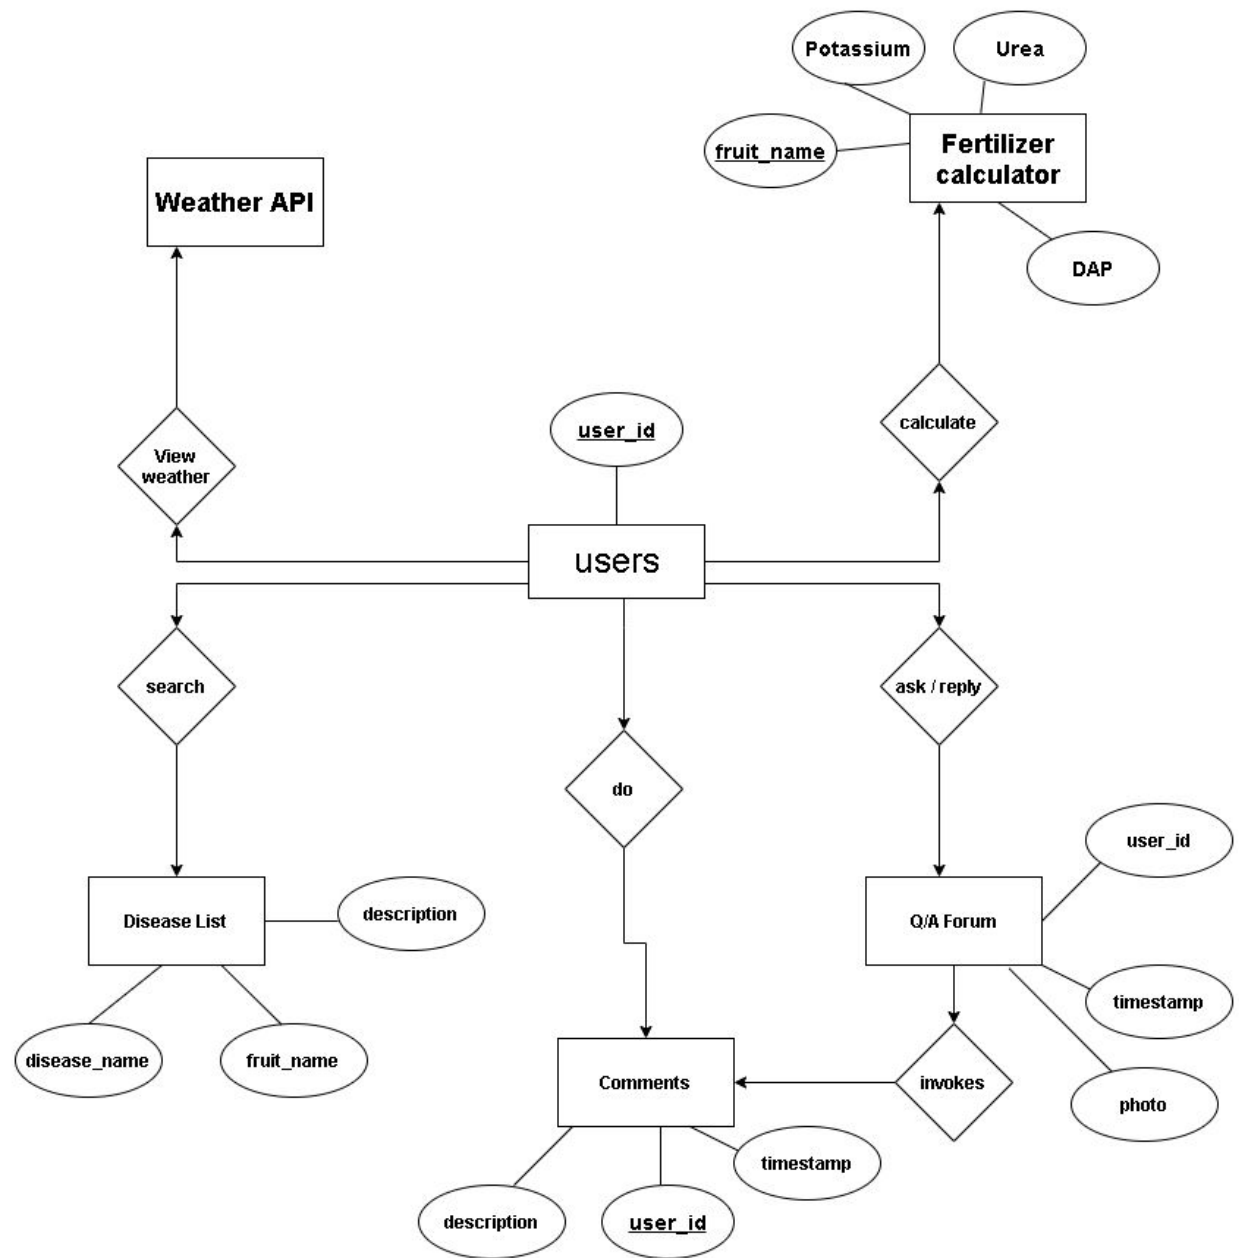 Potassium
Urea
fruit_name
Fertilizer
calculator
Weather API
DAP
user_id
calculate
View
weather
users
search
ask / reply
do
user_id
description
Disease List
Q/A Forum
timestamp
disease_name
fruit_name
Comments
invokes
photo
timestamp
description
user_id